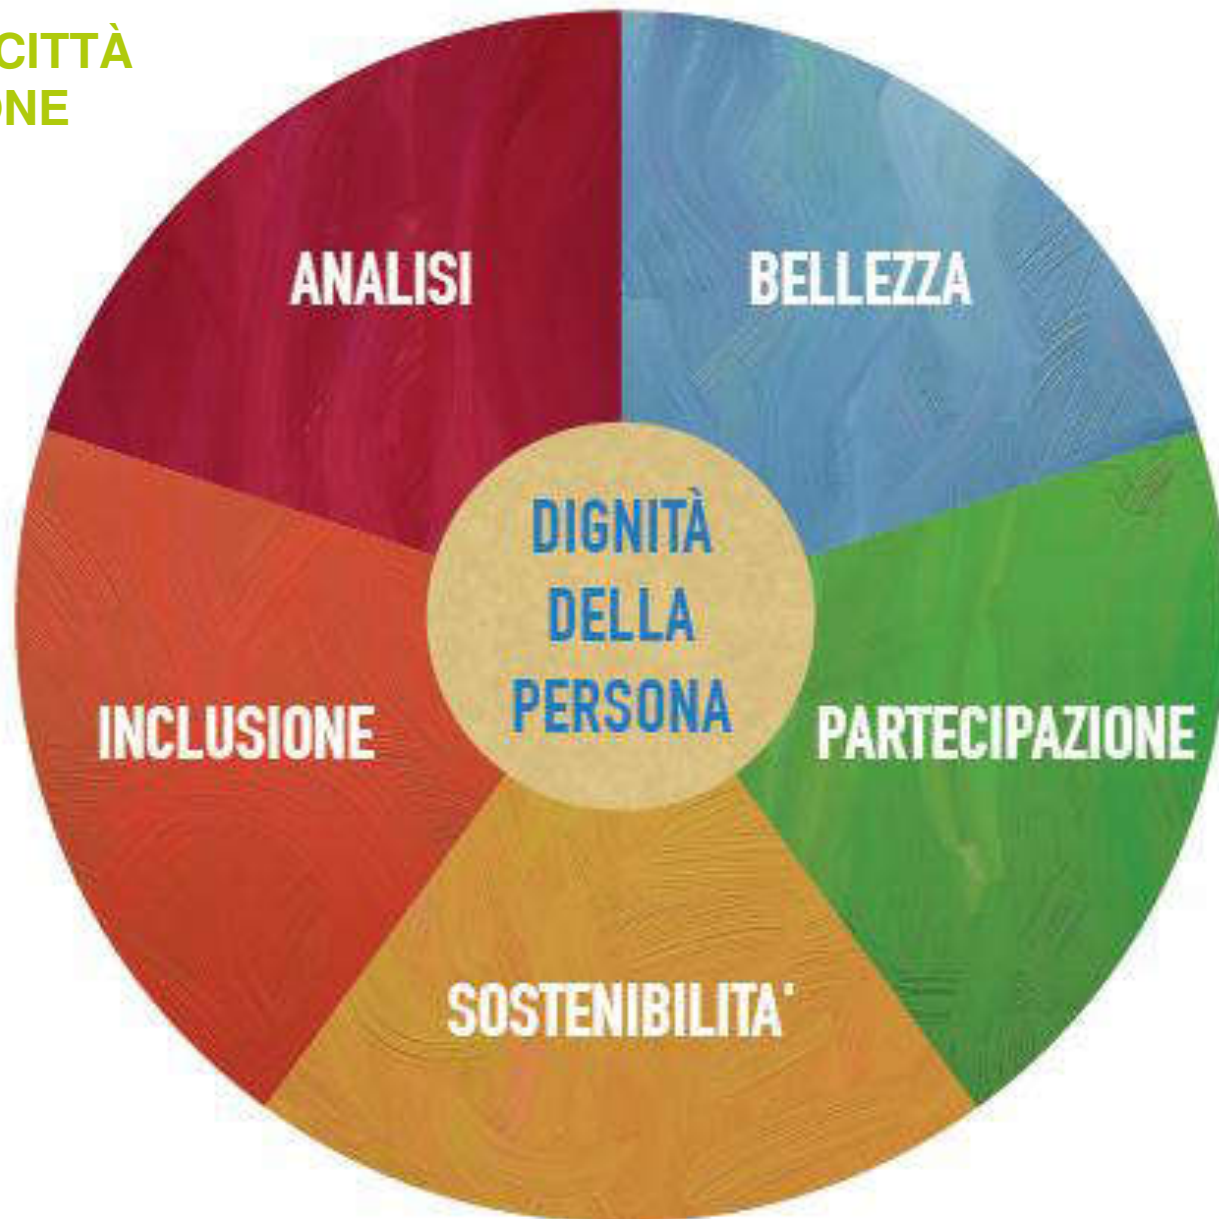 CITTÀ
ONE
ANALISI
BELLEZZA
DIGNITÀ
DELLA
PERSONA
INCLUSIONE
PARTECIPAZIONE
SOSTENIBILITA'